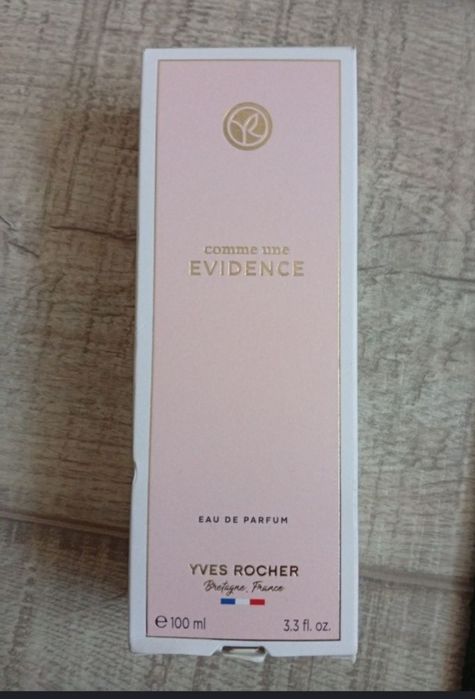 comme une
EVIDENCE
EAU DE PARFUM
YVES ROCHER
Bretagne, France
℮ 100 ml 3.3 fl. oz.